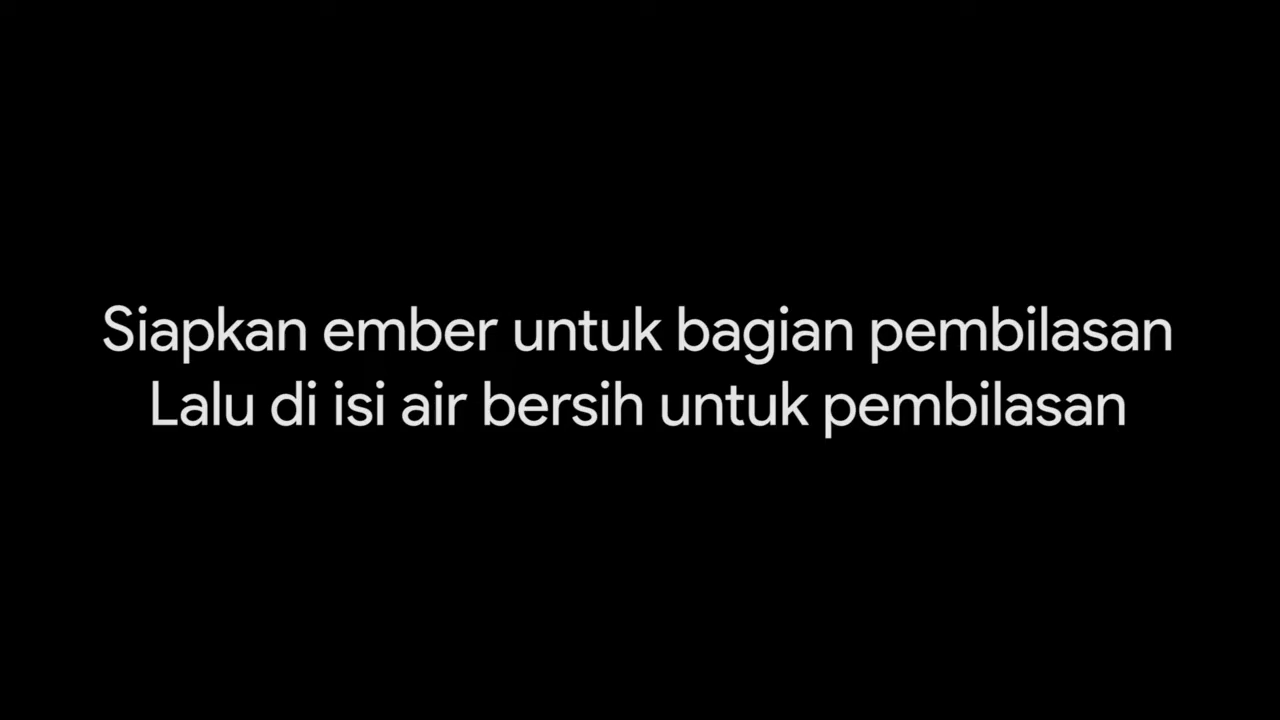 Siapkan ember untuk bagian pembilasan
Lalu di isi air bersih untuk pembilasan